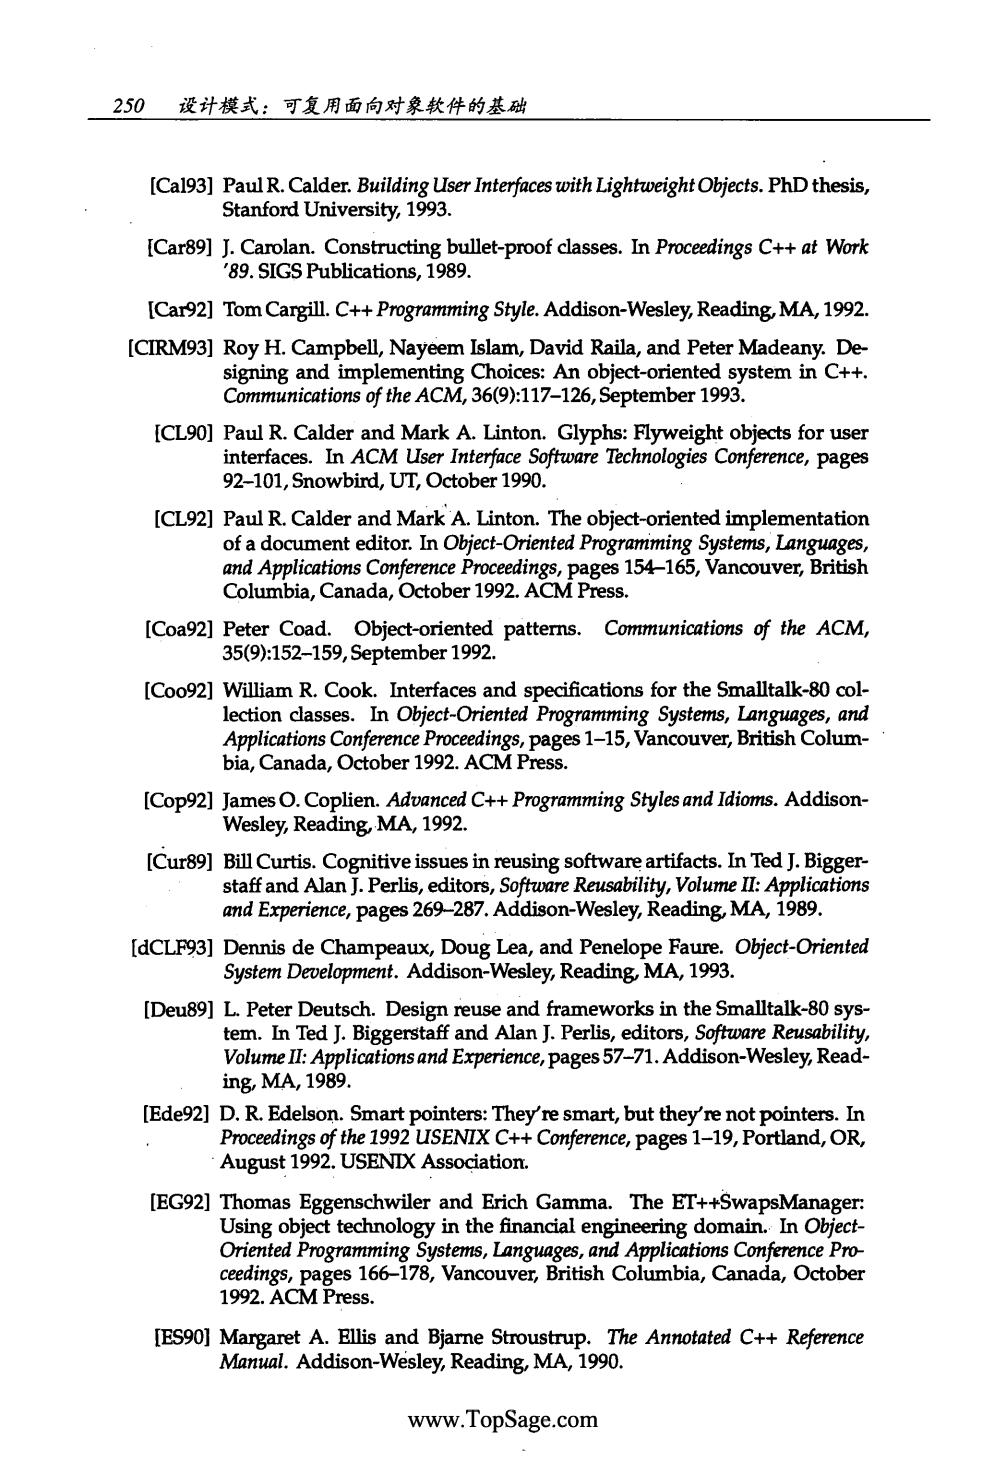 250 设计模式：可复用面向对象软件的基础
[Cal93] Paul R. Calder. Building User Interfaces with Lightweight Objects. PhD thesis,
Stanford University, 1993.
[Car89] J. Carolan. Constructing bullet-proof classes. In Proceedings C++ at Work
'89. SIGS Publications, 1989.
[Car92] Tom Cargill. C++ Programming Style. Addison-Wesley, Reading, MA, 1992.
[CIRM93] Roy H. Campbell, Nayeem Islam, David Raila, and Peter Madeany. De-
signing and implementing Choices: An object-oriented system in C++.
Communications of the ACM, 36(9):117–126, September 1993.
[CL90] Paul R. Calder and Mark A. Linton. Glyphs: Flyweight objects for user
interfaces. In ACM User Interface Software Technologies Conference, pages
92–101, Snowbird, UT, October 1990.
[CL92] Paul R. Calder and Mark A. Linton. The object-oriented implementation
of a document editor. In Object-Oriented Programming Systems, Languages,
and Applications Conference Proceedings, pages 154–165, Vancouver, British
Columbia, Canada, October 1992. ACM Press.
[Coa92] Peter Coad. Object-oriented patterns. Communications of the ACM,
35(9):152–159, September 1992.
[Coo92] William R. Cook. Interfaces and specifications for the Smalltalk-80 col-
lection classes. In Object-Oriented Programming Systems, Languages, and
Applications Conference Proceedings, pages 1–15, Vancouver, British Colum-
bia, Canada, October 1992. ACM Press.
[Cop92] James O. Coplien. Advanced C++ Programming Styles and Idioms. Addison-
Wesley, Reading, MA, 1992.
[Cur89] Bill Curtis. Cognitive issues in reusing software artifacts. In Ted J. Bigger-
staff and Alan J. Perlis, editors, Software Reusability, Volume II: Applications
and Experience, pages 269–287. Addison-Wesley, Reading, MA, 1989.
[dCLF93] Dennis de Champeaux, Doug Lea, and Penelope Faure. Object-Oriented
System Development. Addison-Wesley, Reading, MA, 1993.
[Deu89] L. Peter Deutsch. Design reuse and frameworks in the Smalltalk-80 sys-
tem. In Ted J. Biggerstaff and Alan J. Perlis, editors, Software Reusability,
Volume II: Applications and Experience, pages 57–71. Addison-Wesley, Read-
ing, MA, 1989.
[Ede92] D. R. Edelson. Smart pointers: They're smart, but they're not pointers. In
Proceedings of the 1992 USENIX C++ Conference, pages 1–19, Portland, OR,
August 1992. USENIX Association.
[EG92] Thomas Eggenschwiler and Erich Gamma. The ET++SwapsManager:
Using object technology in the financial engineering domain. In Object-
Oriented Programming Systems, Languages, and Applications Conference Pro-
ceedings, pages 166–178, Vancouver, British Columbia, Canada, October
1992. ACM Press.
[ES90] Margaret A. Ellis and Bjarne Stroustrup. The Annotated C++ Reference
Manual. Addison-Wesley, Reading, MA, 1990.
www.TopSage.com